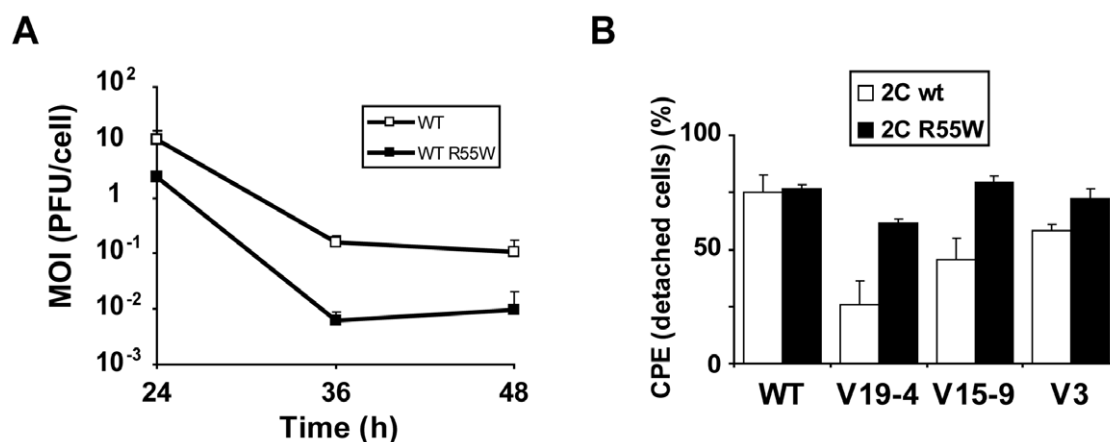 A
MOI (PFU/cell)
10²
10
1
10⁻¹
10⁻²
10⁻³
24 36 48
Time (h)
WT
WT R55W
B
2C wt
2C R55W
CPE (detached cells) (%)
100
75
50
0
WT V19-4 V15-9 V3